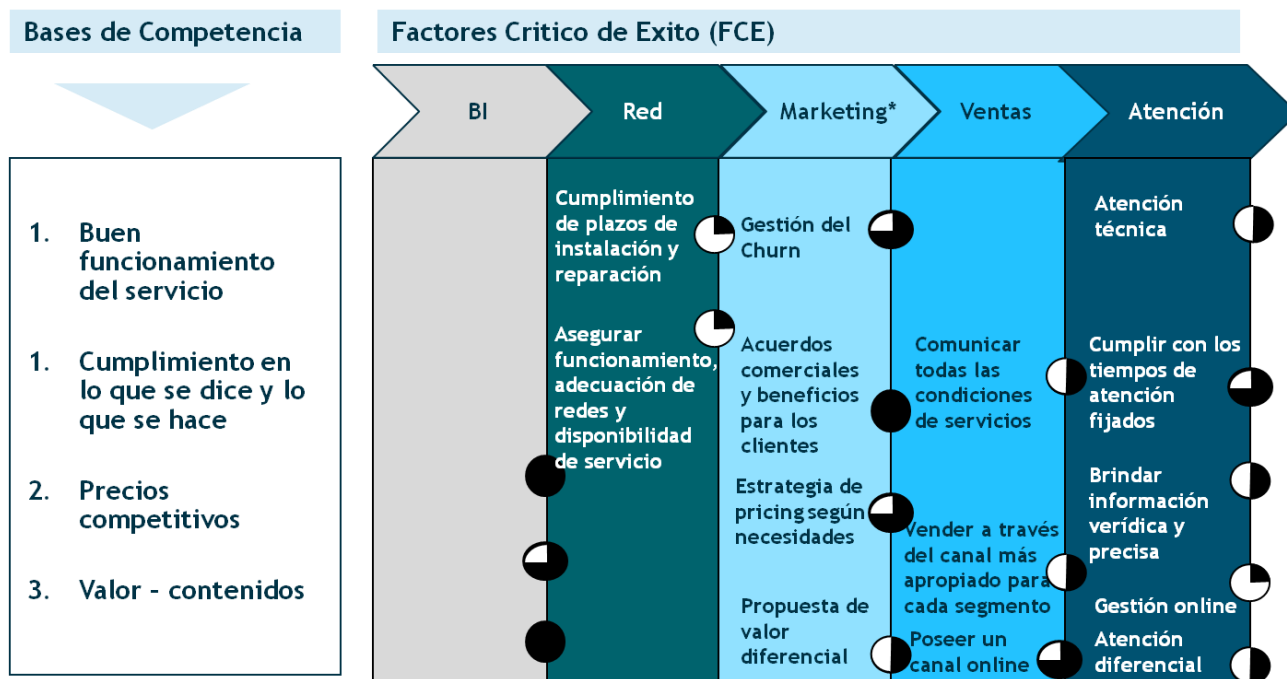 Bases de Competencia
Factores Critico de Exito (FCE)
BI
Red
Marketing*
Ventas
Atención
1. Buen
funcionamiento
del servicio
1. Cumplimiento en
lo que se dice y lo
que se hace
2. Precios
competitivos
3. Valor - contenidos
Cumplimiento
de plazos de
instalación y
reparación
Asegurar
funcionamiento,
adecuación de
redes y
disponibilidad
de servicio
Gestión del
Churn
Acuerdos
comerciales
y beneficios
para los
clientes
Estrategia de
pricing según
necesidades
Propuesta de
valor
diferencial
Comunicar
todas las
condiciones
de servicios
Vender a través
del canal más
apropiado para
cada segmento
Poseer un
canal online
Atención
técnica
Cumplir con los
tiempos de
atención
fijados
Brindar
información
verídica y
precisa
Gestión online
Atención
diferencial